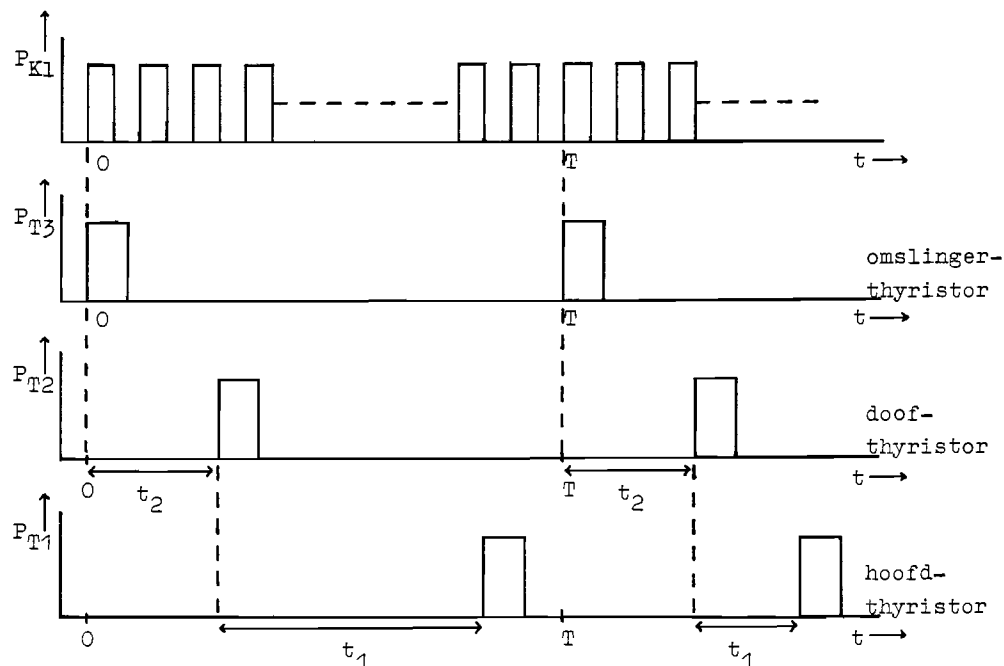 P_K1
O T t
P_T3
omslinger-
thyristor
O T t
P_T2
doof-
thyristor
O t_2 T t_2 t
P_T1
hoofd-
thyristor
O t_1 T t_1 t